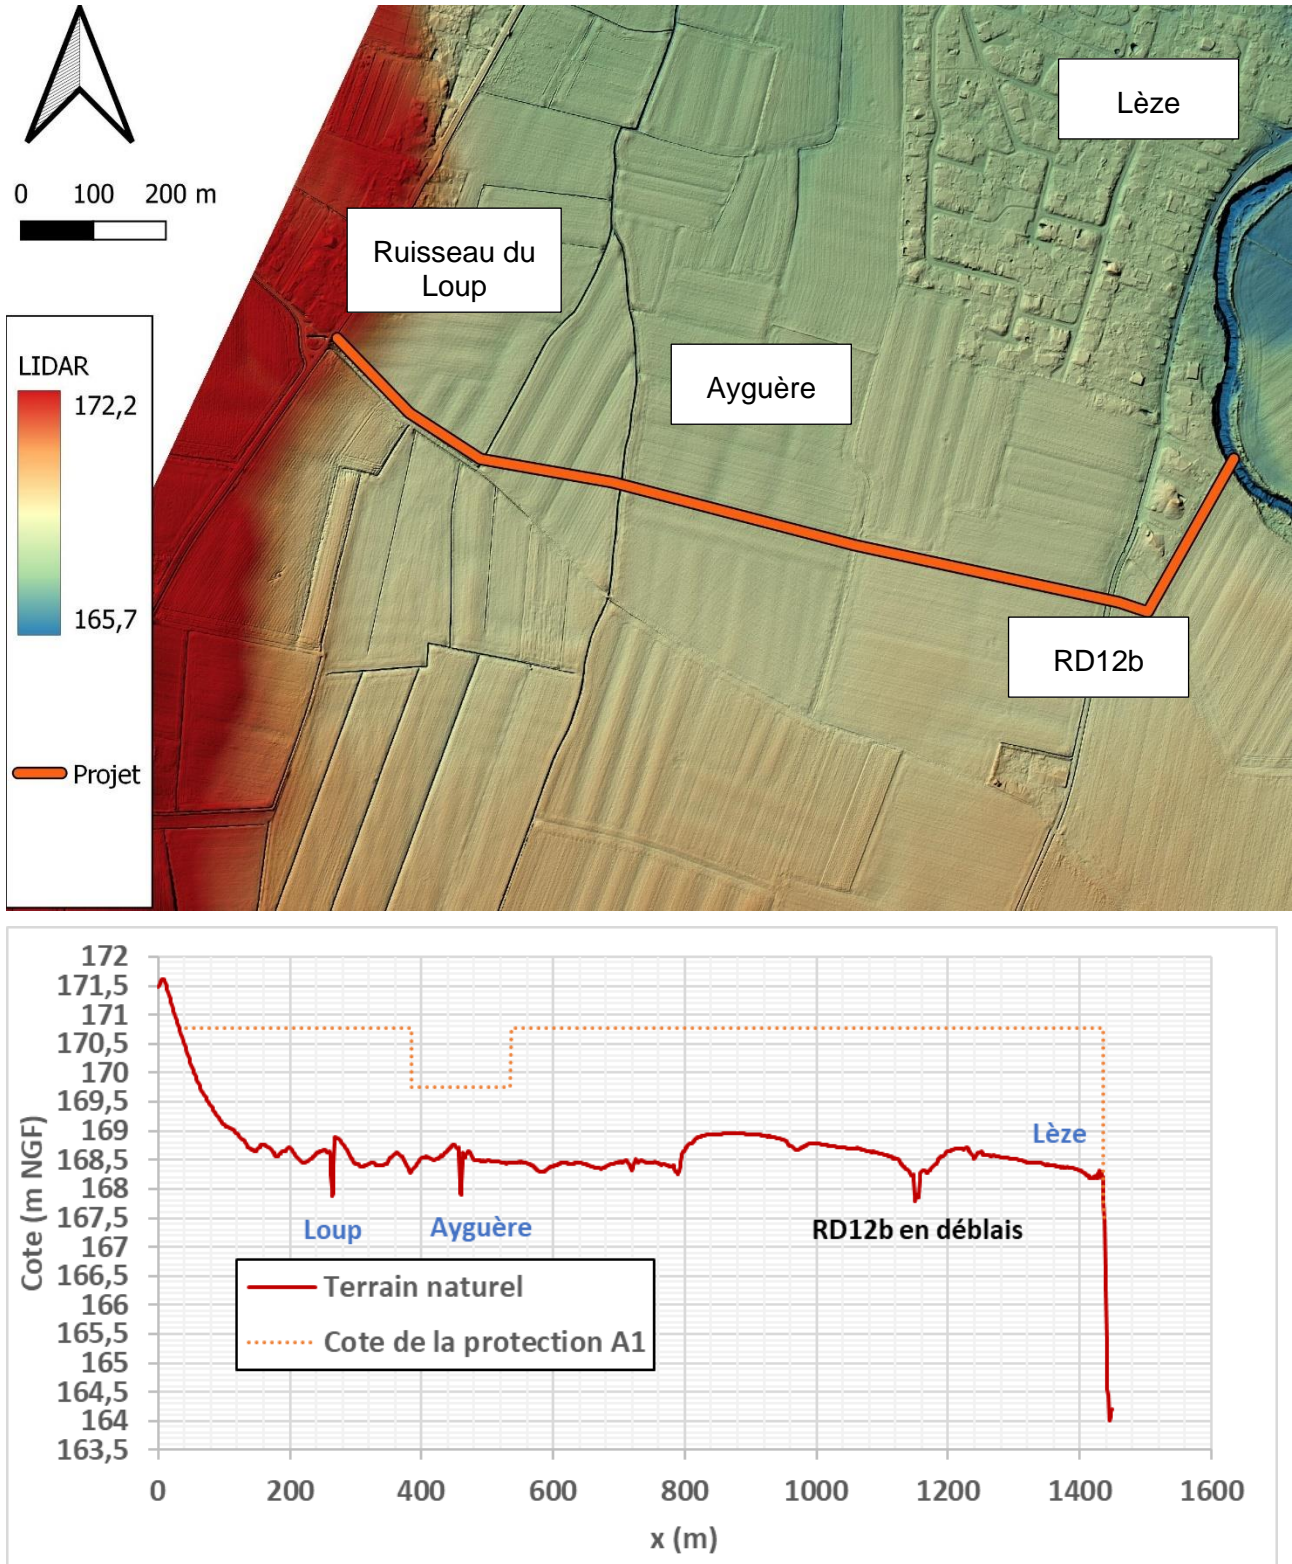 Lèze
0 100 200 m
Ruisseau du
Loup
LIDAR
172,2
Ayguère
165,7
RD12b
Projet
172
171,5
171
170,5
170
169,5
169
168,5
168
167,5
167
166,5
166
165,5
165
164,5
164
163,5
Cote (m NGF)
Lèze
Loup
Ayguère
RD12b en déblais
Terrain naturel
Cote de la protection A1
0 200 400 600 800 1000 1200 1400 1600
x (m)